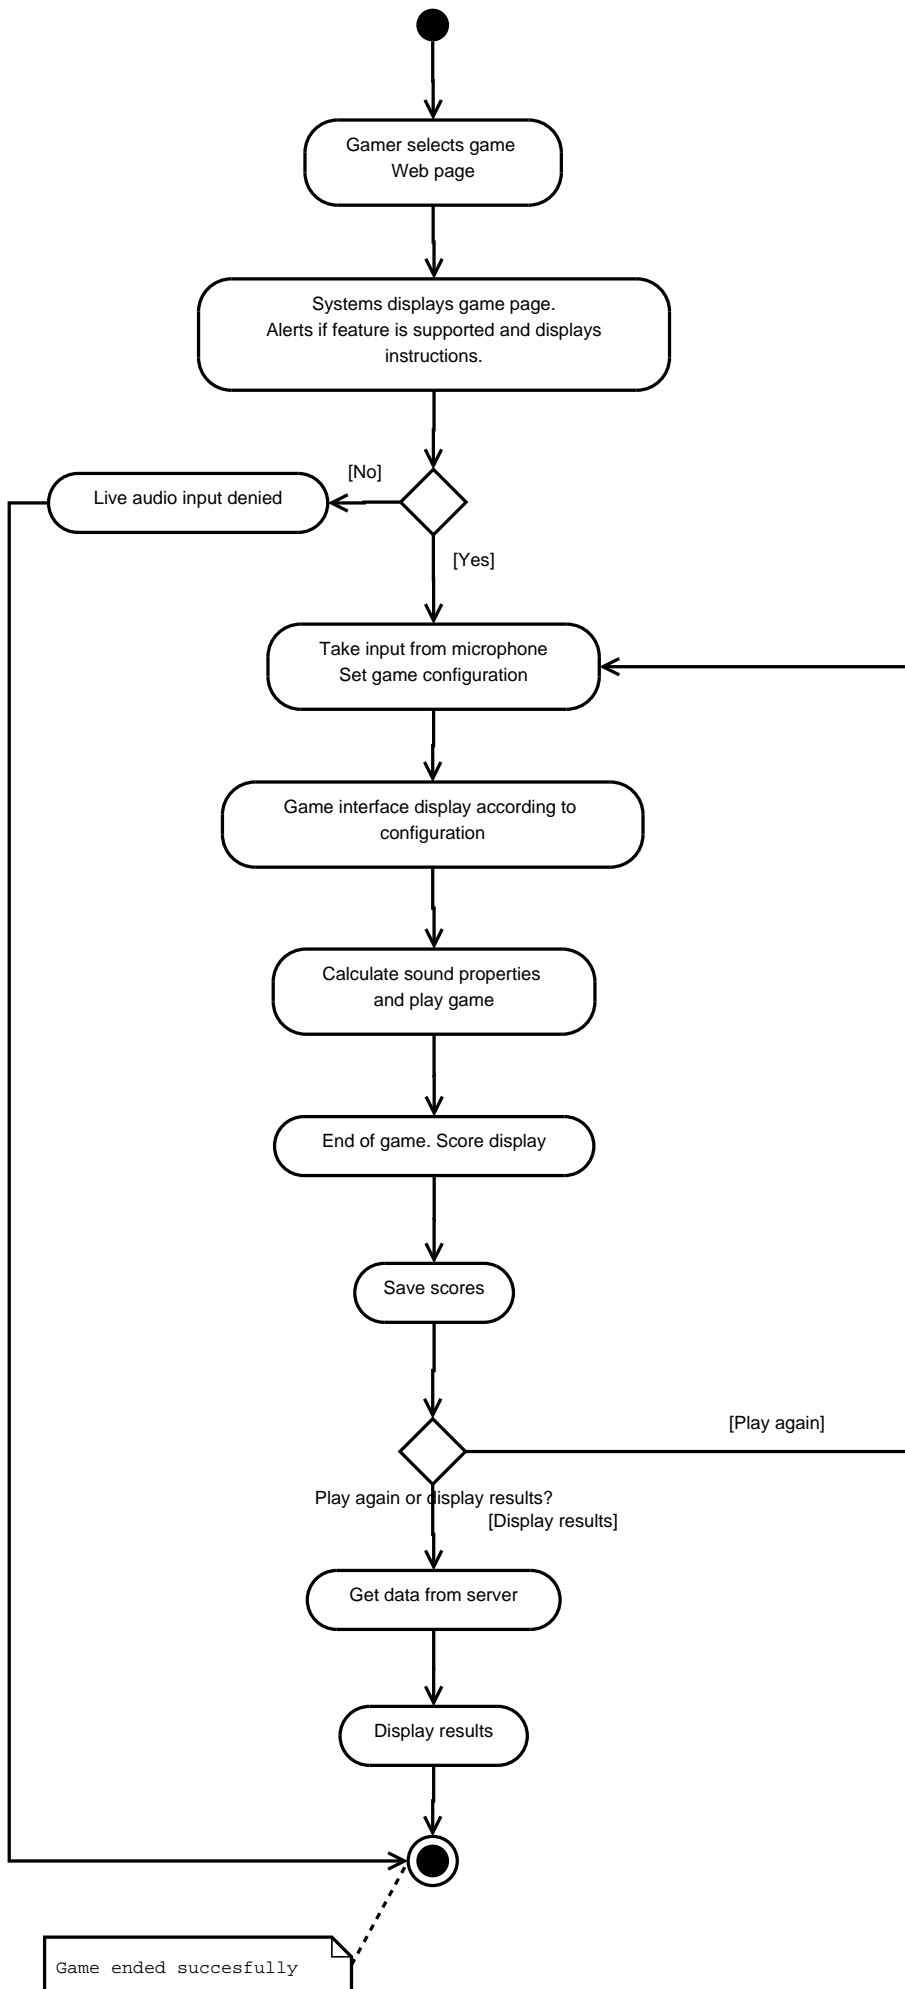 Gamer selects game
Web page
Systems displays game page.
Alerts if feature is supported and displays
instructions.
[No]
Live audio input denied
[Yes]
Take input from microphone
Set game configuration
Game interface display according to
configuration
Calculate sound properties
and play game
End of game. Score display
Save scores
[Play again]
Play again or display results?
[Display results]
Get data from server
Display results
Game ended succesfully